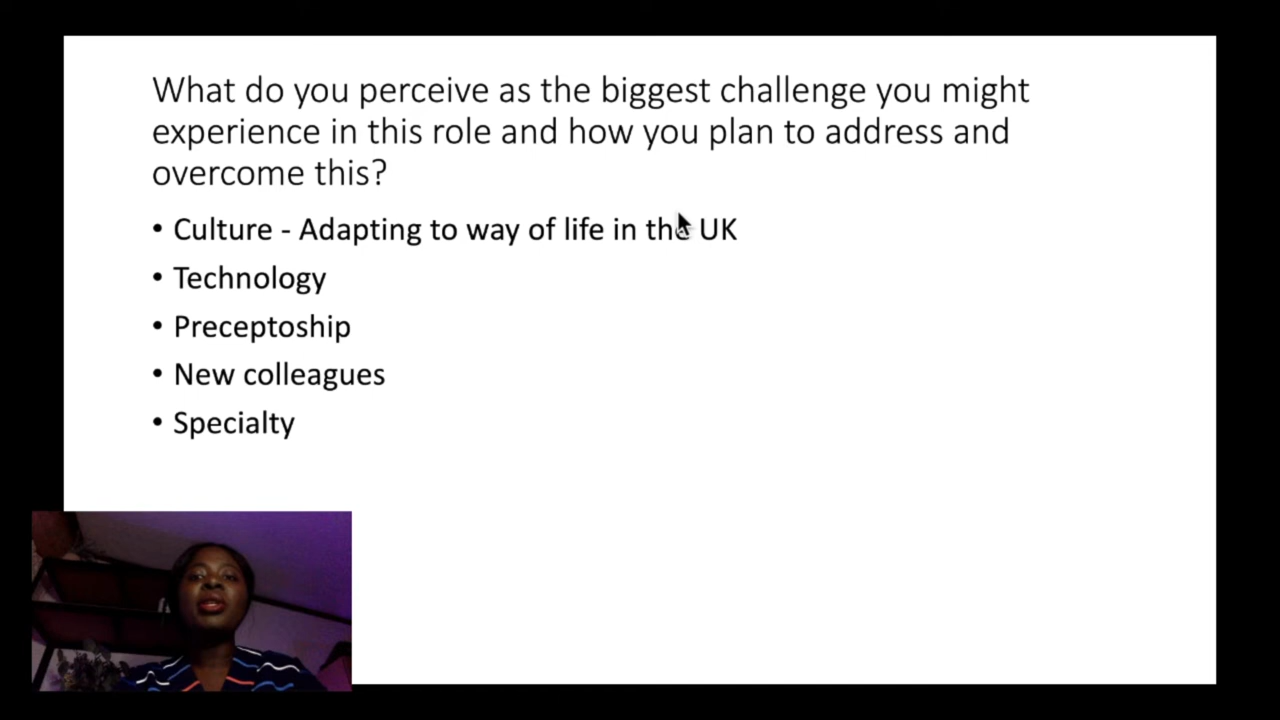 What do you perceive as the biggest challenge you might
experience in this role and how you plan to address and
overcome this?
• Culture - Adapting to way of life in the UK
• Technology
• Preceptoship
• New colleagues
• Specialty